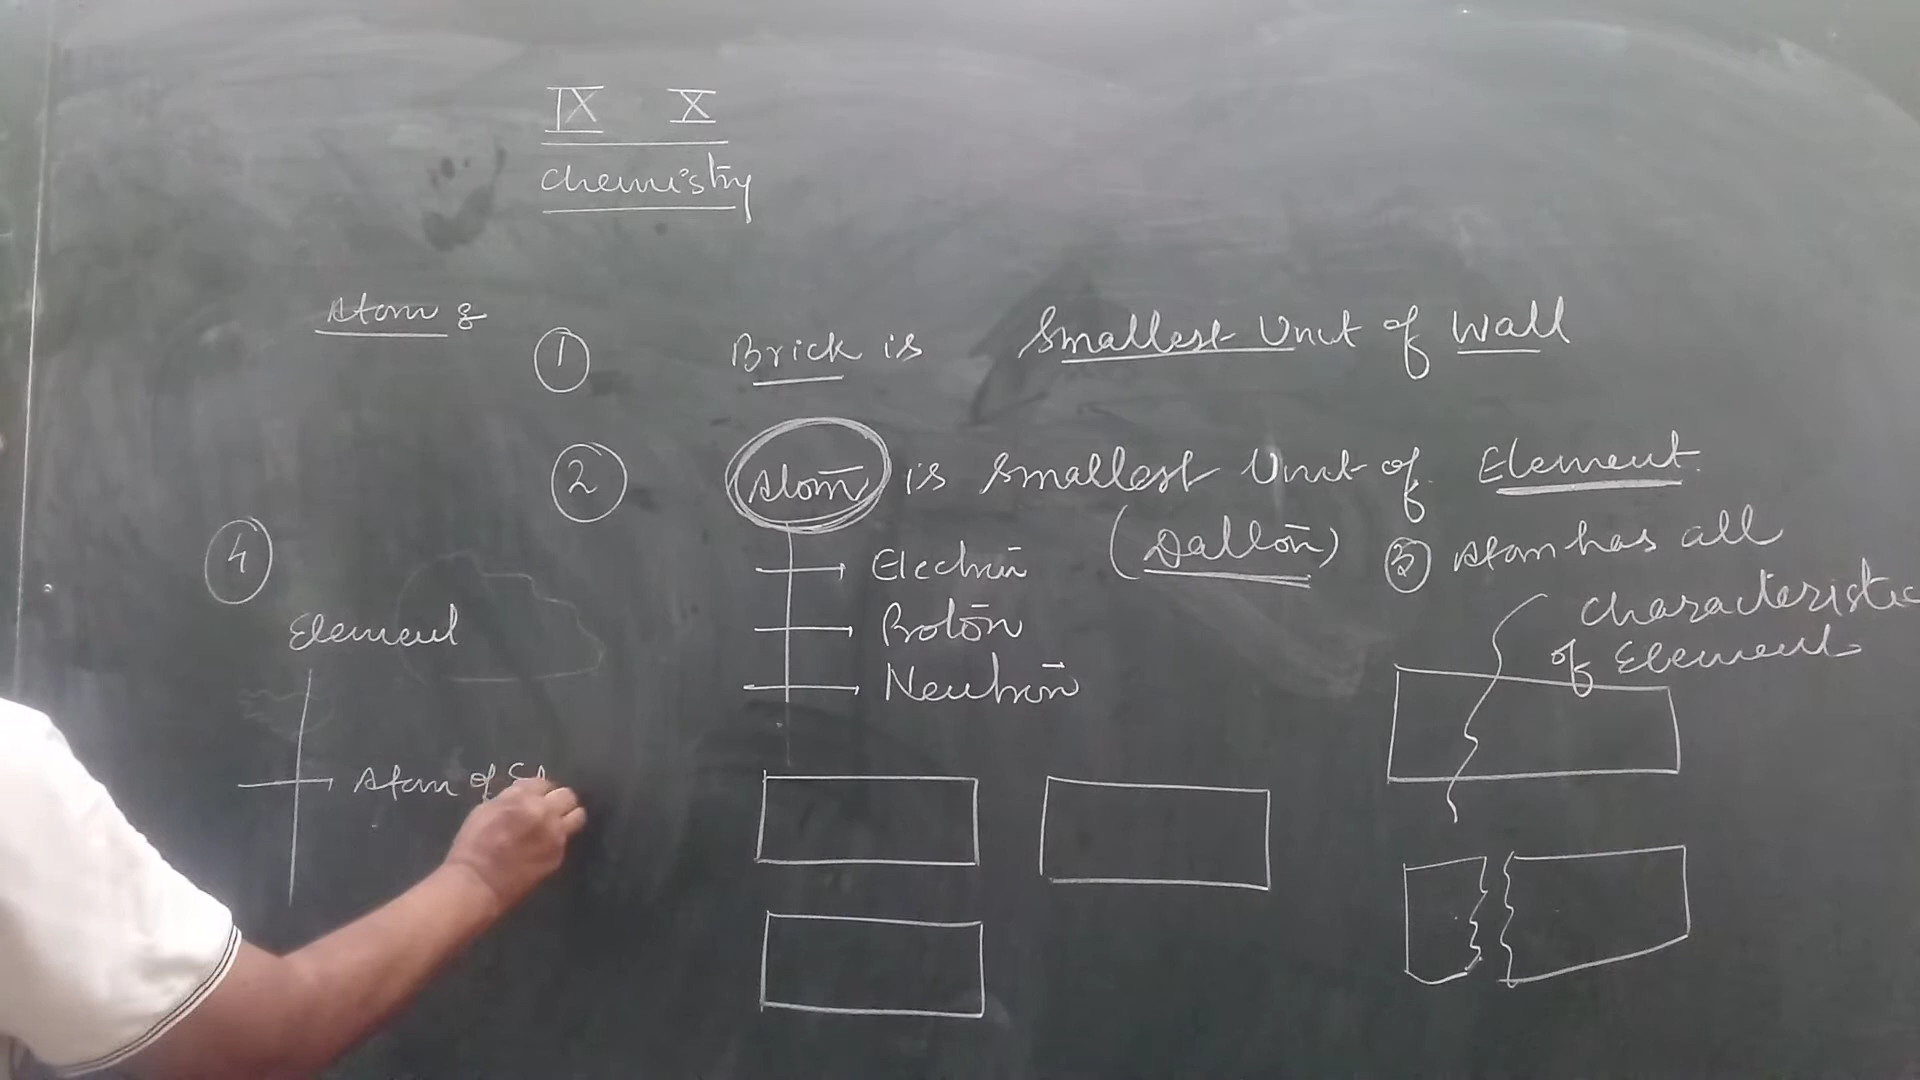 IX X
Chemistry
Atom :
① Brick is Smallest Unit of Wall
② Atom is Smallest Unit of Element
(Dalton)
Electron
Proton
Neutron
③ Atom has all
Characteristic
of Element
④
Element
Atom of